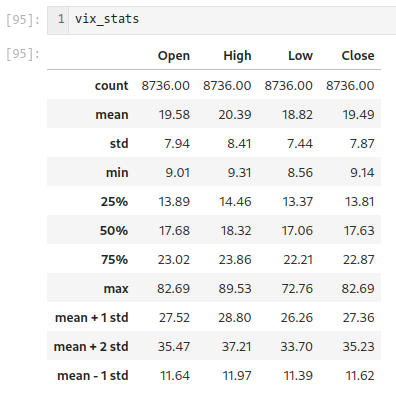 [95]: 1 vix_stats
[95]:
Open High Low Close
count 8736.00 8736.00 8736.00 8736.00
mean 19.58 20.39 18.82 19.49
std 7.94 8.41 7.44 7.87
min 9.01 9.31 8.56 9.14
25% 13.89 14.46 13.37 13.81
50% 17.68 18.32 17.06 17.63
75% 23.02 23.86 22.21 22.87
max 82.69 89.53 72.76 82.69
mean + 1 std 27.52 28.80 26.26 27.36
mean + 2 std 35.47 37.21 33.70 35.23
mean - 1 std 11.64 11.97 11.39 11.62